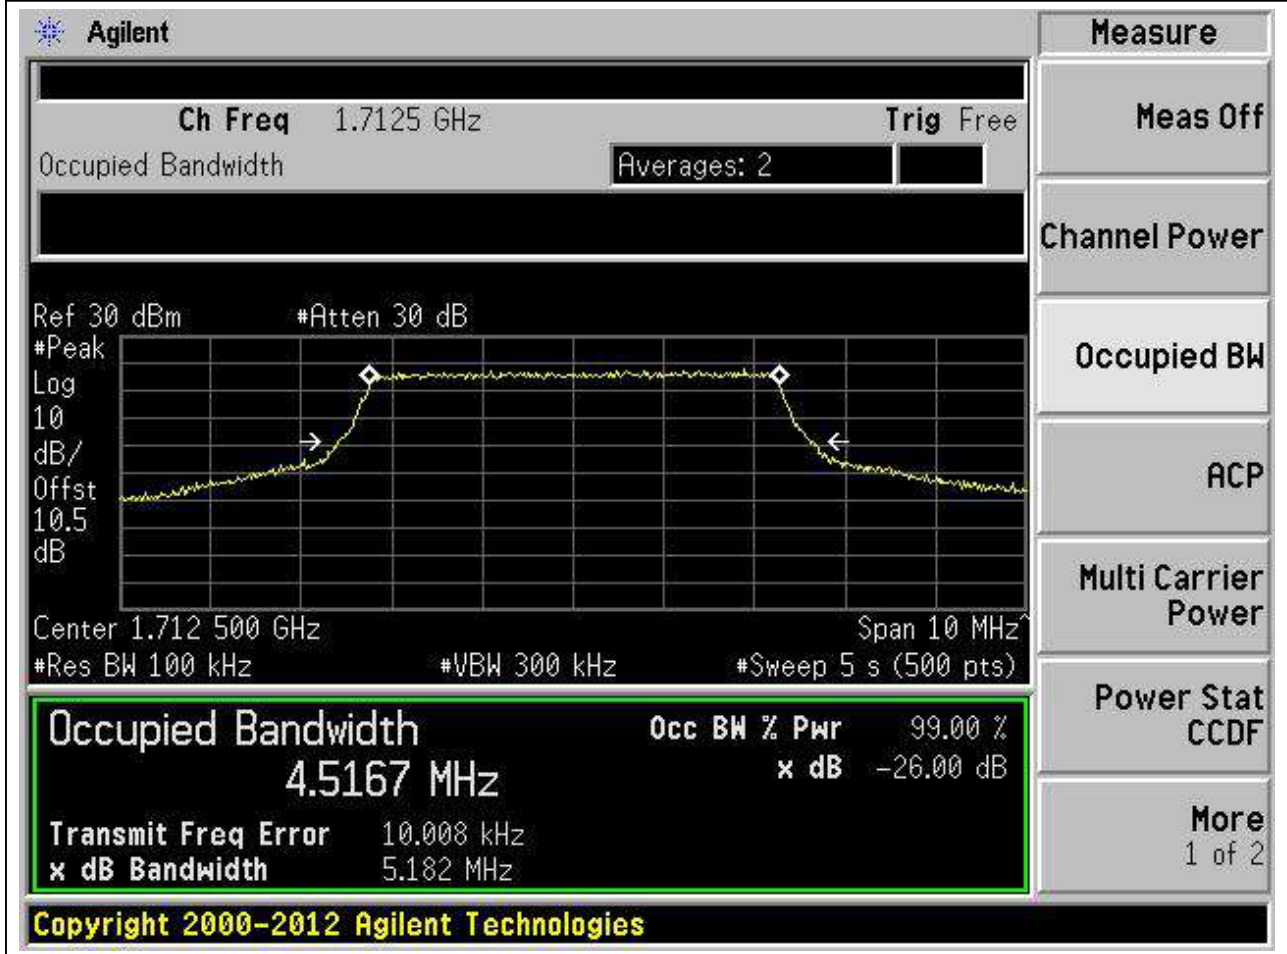 Agilent
Measure
Ch Freq 1.7125 GHz Trig Free
Occupied Bandwidth Averages: 2
Ref 30 dBm #Atten 30 dB
#Peak
Log
10
dB/
Offst
10.5
dB
Center 1.712 500 GHz Span 10 MHz^
#Res BW 100 kHz #VBW 300 kHz #Sweep 5 s (500 pts)
Occupied Bandwidth Occ BW % Pwr 99.00 %
4.5167 MHz x dB -26.00 dB
Transmit Freq Error 10.008 kHz
x dB Bandwidth 5.182 MHz
Copyright 2000-2012 Agilent Technologies
Meas Off
Channel Power
Occupied BW
ACP
Multi Carrier
Power
Power Stat
CCDF
More
1 of 2